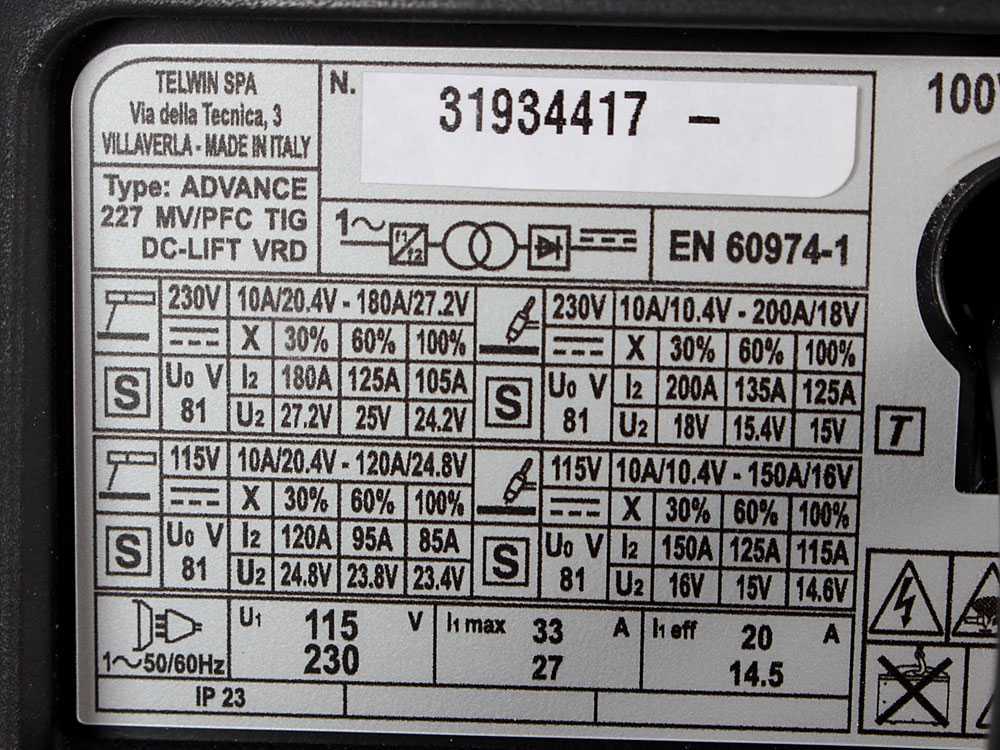 TELWIN SPA
Via della Tecnica, 3
VILLAVERLA - MADE IN ITALY
N.
31934417 -
Type: ADVANCE
227 MV/PFC TIG
DC-LIFT VRD
1~ f1 f2
EN 60974-1
230V 10A/20.4V - 180A/27.2V
X 30% 60% 100%
S U0 V I2 180A 125A 105A
81 U2 27.2V 25V 24.2V
230V 10A/10.4V - 200A/18V
X 30% 60% 100%
S U0 V I2 200A 135A 125A
81 U2 18V 15.4V 15V
115V 10A/20.4V - 120A/24.8V
X 30% 60% 100%
S U0 V I2 120A 95A 85A
81 U2 24.8V 23.8V 23.4V
115V 10A/10.4V - 150A/16V
X 30% 60% 100%
S U0 V I2 150A 125A 115A
81 U2 16V 15V 14.6V
U1 115 V I1 max 33 A I1 eff 20 A
1~50/60Hz 230 27 14.5
IP 23
T